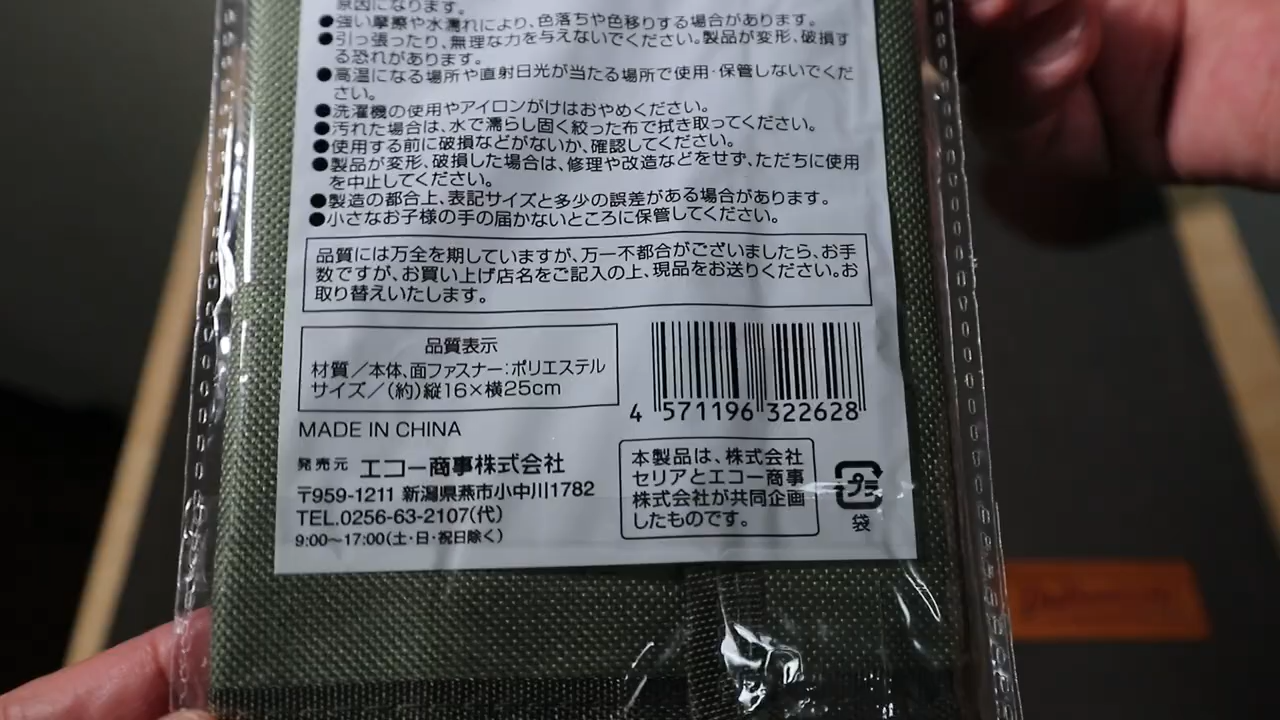 原因になります。
●強い摩擦や水濡れにより、色落ちや色移りする場合があります。
●引っ張ったり、無理な力を与えないでください。製品が変形、破損す
る恐れがあります。
●高温になる場所や直射日光が当たる場所で使用・保管しないでくだ
さい。
●洗濯機の使用やアイロンがけはおやめください。
●汚れた場合は、水で濡らし固く絞った布で拭き取ってください。
●使用する前に破損などがないか、確認してください。
●製品が変形、破損した場合は、修理や改造などをせず、ただちに使用
を中止してください。
●製造の都合上、表記サイズと多少の誤差がある場合があります。
●小さなお子様の手の届かないところに保管してください。
品質には万全を期していますが、万一不都合がございましたら、お手
数ですが、お買い上げ店名をご記入の上、現品をお送りください。お
取り替えいたします。
品質表示
材質／本体、面ファスナー：ポリエステル
サイズ／(約)縦16×横25cm
4 571196 322628
MADE IN CHINA
発売元 エコー商事株式会社
〒959-1211 新潟県燕市小中川1782
TEL.0256-63-2107(代)
9:00〜17:00(土・日・祝日除く)
本製品は、株式会社
セリアとエコー商事
株式会社が共同企画
したものです。
プラ
袋